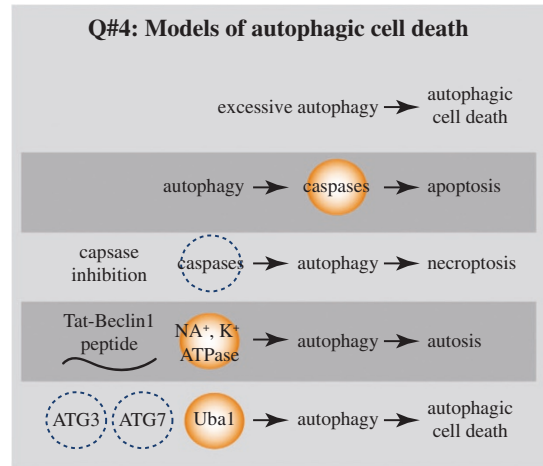 Q#4: Models of autophagic cell death
excessive autophagy autophagic
cell death
autophagy caspases apoptosis
capsase
inhibition
caspases autophagy necroptosis
Tat-Beclin1
peptide
NA⁺, K⁺
ATPase
autophagy autosis
ATG3 ATG7 Uba1 autophagy autophagic
cell death